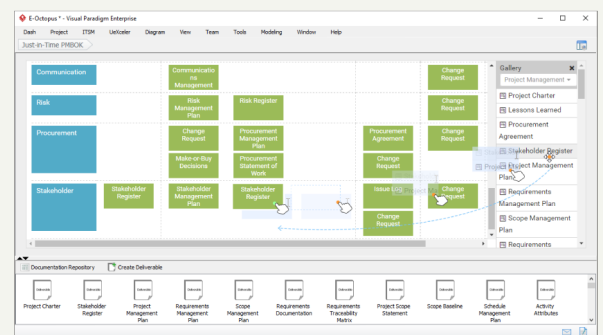 E-Octopus * - Visual Paradigm Enterprise
Dash Project ITSM UeXceler Diagram View Team Tools Modeling Window Help
Just-in-Time PMBOK
Communication
Communicatio
ns
Management
Change
Request
Risk
Risk
Management
Plan
Risk Register
Change
Request
Procurement
Change
Request
Procurement
Management
Plan
Procurement
Agreement
Change
Request
Make-or-Buy
Decisions
Procurement
Statement of
Work
Change
Request
Stakeholder
Stakeholder
Register
Stakeholder
Management
Plan
Stakeholder
Register
Issue Log
Change
Request
Change
Request
Gallery
Project Management
Project Charter
Lessons Learned
Procurement
Agreement
Stakeholder Register
Project Management
Plan
Requirements
Management Plan
Scope Management
Plan
Requirements
Documentation Repository Create Deliverable
Project Charter
Stakeholder
Register
Project
Management
Plan
Requirements
Management
Plan
Scope
Management
Plan
Requirements
Documentation
Requirements
Traceability
Matrix
Project Scope
Statement
Scope Baseline
Schedule
Management
Plan
Activity
Attributes